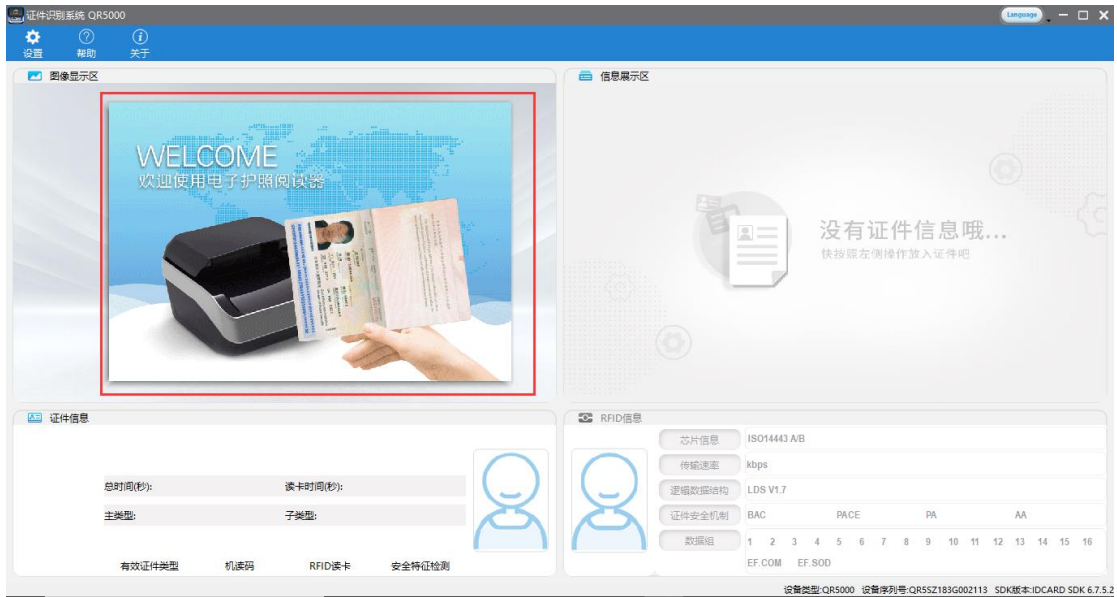 证件识别系统 QR5000
Language
设置 帮助 关于
图像显示区
WELCOME
欢迎使用电子护照阅读器
信息展示区
没有证件信息哦...
快按照左侧操作放入证件吧
证件信息
总时间(秒): 读卡时间(秒):
主类型: 子类型:
有效证件类型 机读码 RFID读卡 安全特征检测
RFID信息
芯片信息 ISO14443 A/B
传输速率 kbps
逻辑数据结构 LDS V1.7
证件安全机制 BAC PACE PA AA
数据组 1 2 3 4 5 6 7 8 9 10 11 12 13 14 15 16
EF.COM EF.SOD
设备类型:QR5000 设备序列号:QR5SZ183G002113 SDK版本:IDCARD SDK 6.7.5.2